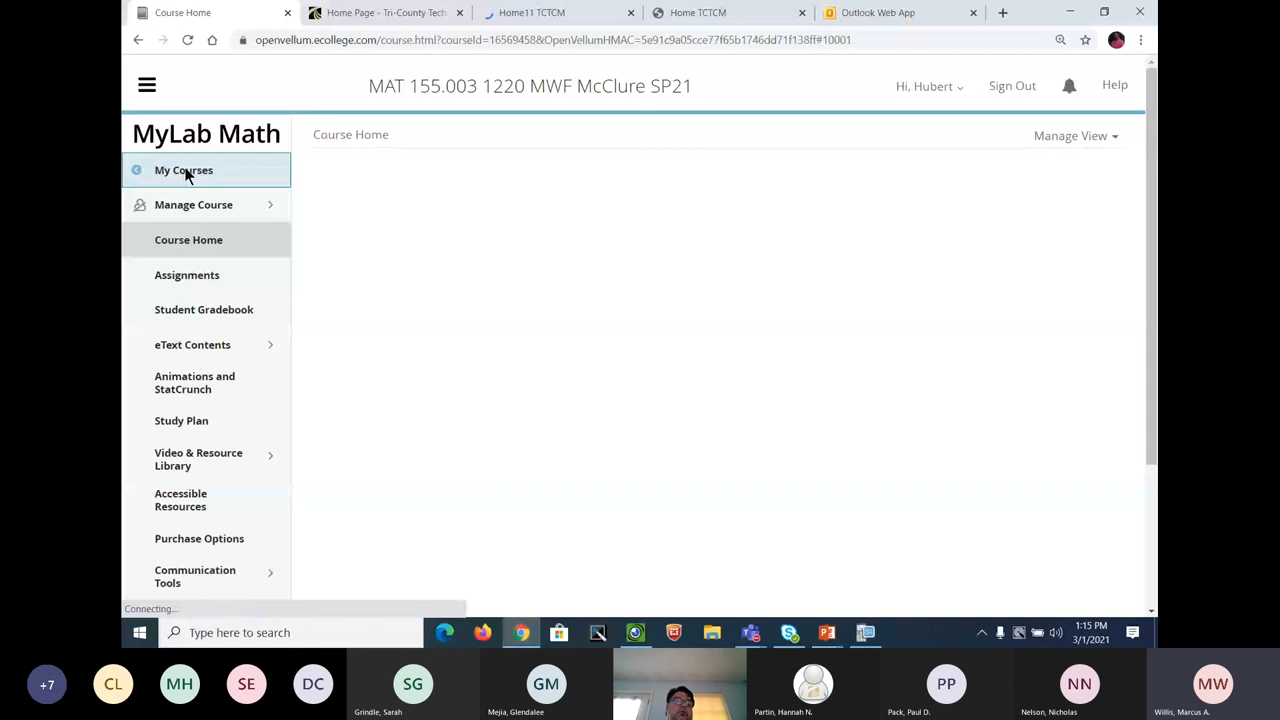 Course Home
Home Page - Tri-County Tech
Home11 TCTCM
Home TCTCM
Outlook Web App
openvellum.ecollege.com/course.html?courseId=16569458&OpenVellumHMAC=5e91c9a05cce77f65b1746dd71f138ff#10001
MAT 155.003 1220 MWF McClure SP21
Hi, Hubert
Sign Out
Help
MyLab Math
Course Home
Manage View
My Courses
Manage Course
Course Home
Assignments
Student Gradebook
eText Contents
Animations and
StatCrunch
Study Plan
Video & Resource
Library
Accessible
Resources
Purchase Options
Communication
Tools
Connecting...
Type here to search
1:15 PM
3/1/2021
+7
CL
MH
SE
DC
SG
Grindle, Sarah
GM
Mejia, Glendalee
Partin, Hannah N.
PP
Pack, Paul D.
NN
Nelson, Nicholas
MW
Willis, Marcus A.